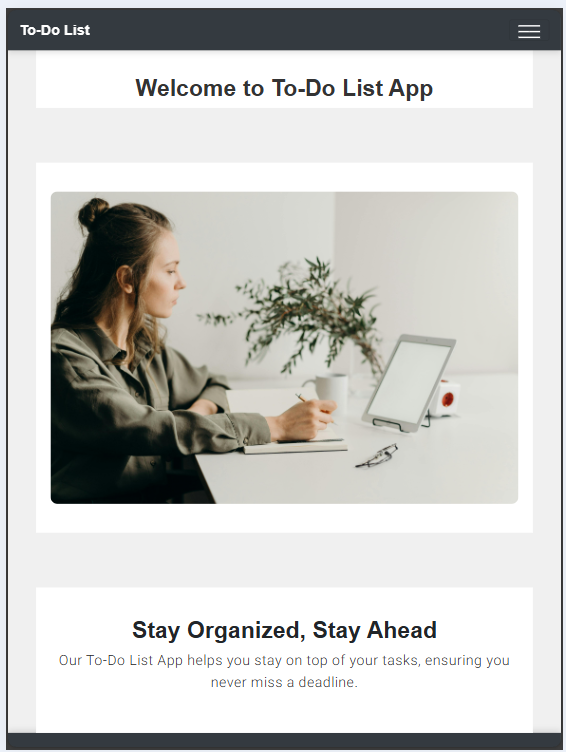 To-Do List
Welcome to To-Do List App
Stay Organized, Stay Ahead
Our To-Do List App helps you stay on top of your tasks, ensuring you
never miss a deadline.